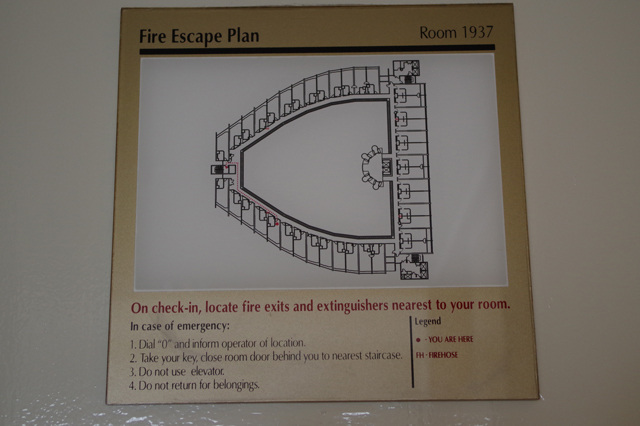 Fire Escape Plan
Room 1937
On check-in, locate fire exits and extinguishers nearest to your room.
In case of emergency:
1. Dial "0" and inform operator of location.
2. Take your key, close room door behind you to nearest staircase.
3. Do not use elevator.
4. Do not return for belongings.
Legend
- YOU ARE HERE
FH - FIREHOSE